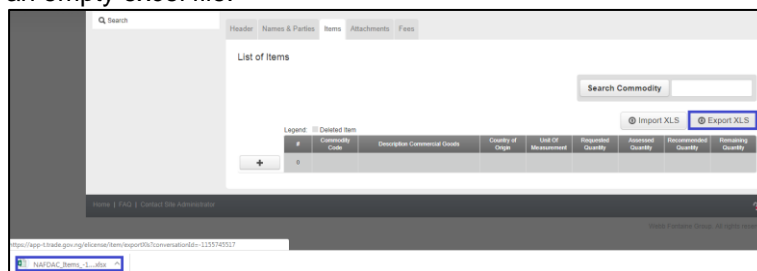 an empty excel file.
Search
Header Names & Parties Items Attachments Fees
List of Items
Search Commodity
Import XLS Export XLS
Legend: Deleted Item
# Commodity Code Description Commercial Goods Country of Origin Unit Of Measurement Requested Quantity Assessed Quantity Recommended Quantity Remaining Quantity
+ 0
Home | FAQ | Contact Site Administrator
https://app-t.trade.gov.ng/elicense/item/exportXls?conversationId=-1155745517
NAFDAC_Items_-1....xlsx